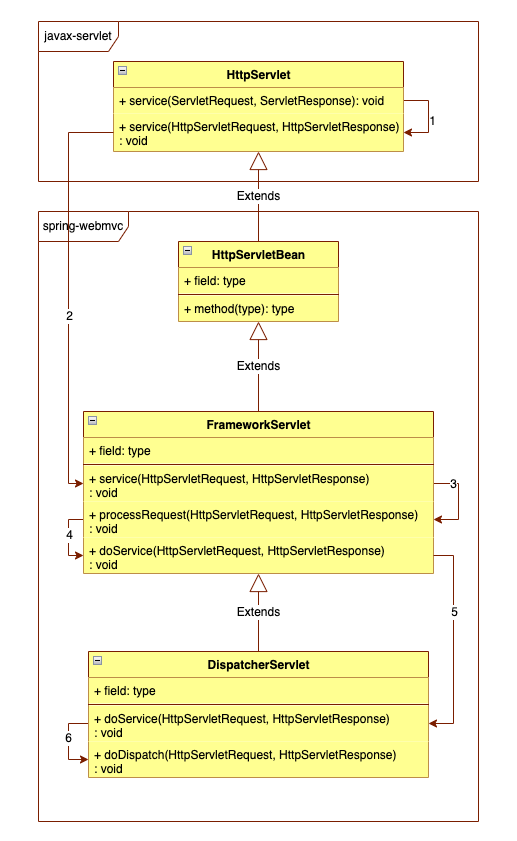 javax-servlet
HttpServlet
+ service(ServletRequest, ServletResponse): void
1
+ service(HttpServletRequest, HttpServletResponse)
: void
Extends
spring-webmvc
HttpServletBean
+ field: type
+ method(type): type
2
Extends
FrameworkServlet
+ field: type
+ service(HttpServletRequest, HttpServletResponse)
: void
3
+ processRequest(HttpServletRequest, HttpServletResponse)
: void
4
+ doService(HttpServletRequest, HttpServletResponse)
: void
Extends
5
DispatcherServlet
+ field: type
+ doService(HttpServletRequest, HttpServletResponse)
: void
6
+ doDispatch(HttpServletRequest, HttpServletResponse)
: void